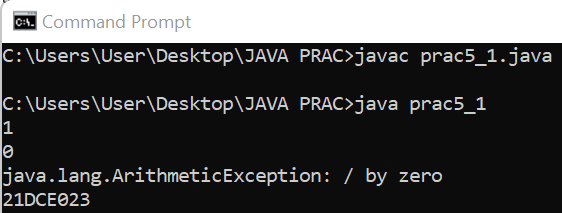 Command Prompt
C:\Users\User\Desktop\JAVA PRAC>javac prac5_1.java
C:\Users\User\Desktop\JAVA PRAC>java prac5_1
1
0
java.lang.ArithmeticException: / by zero
21DCE023